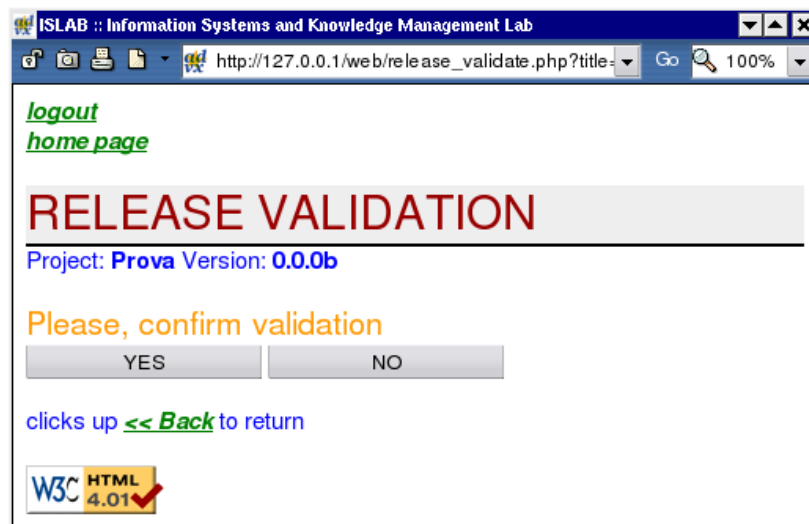 ISLAB :: Information Systems and Knowledge Management Lab
http://127.0.0.1/web/release_validate.php?title= Go 100%
logout
home page
RELEASE VALIDATION
Project: Prova Version: 0.0.0b
Please, confirm validation
YES NO
clicks up << Back to return
W3C HTML 4.01